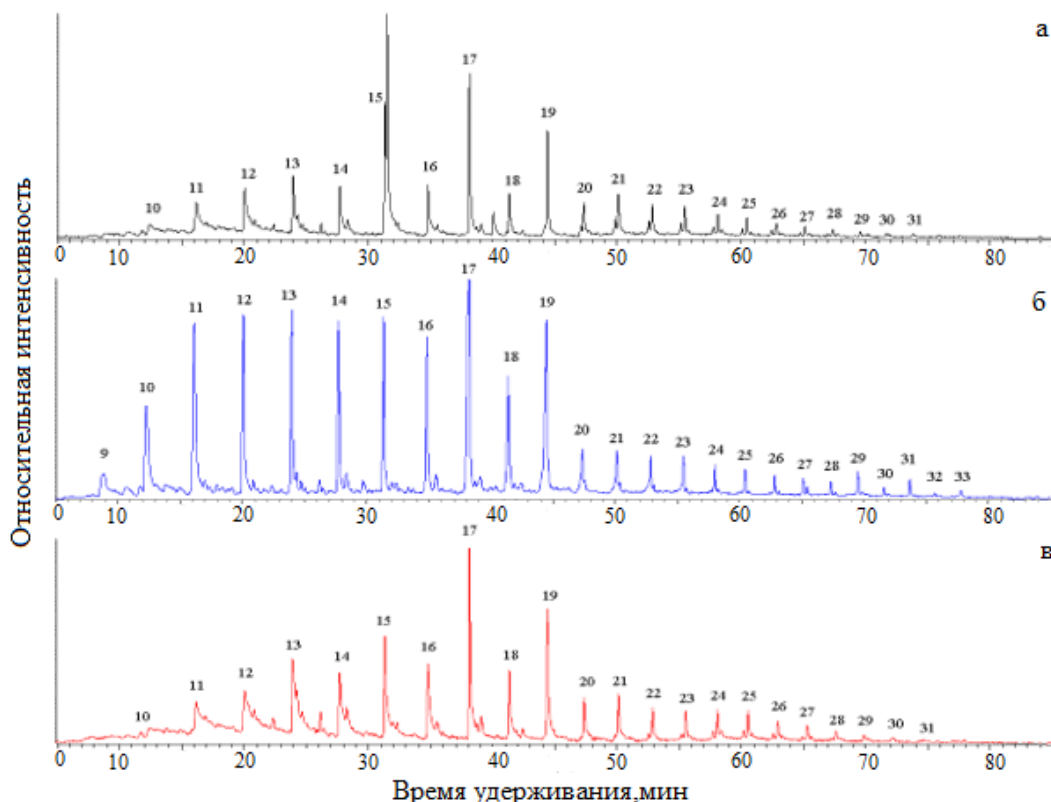 а
10 11 12 13 14 15 16 17 18 19 20 21 22 23 24 25 26 27 28 29 30 31
0 10 20 30 40 50 60 70 80
б
9 10 11 12 13 14 15 16 17 18 19 20 21 22 23 24 25 26 27 28 29 30 31 32 33
0 10 20 30 40 50 60 70 80
в
10 11 12 13 14 15 16 17 18 19 20 21 22 23 24 25 26 27 28 29 30 31
0 10 20 30 40 50 60 70 80
Относительная интенсивность
Время удерживания,мин